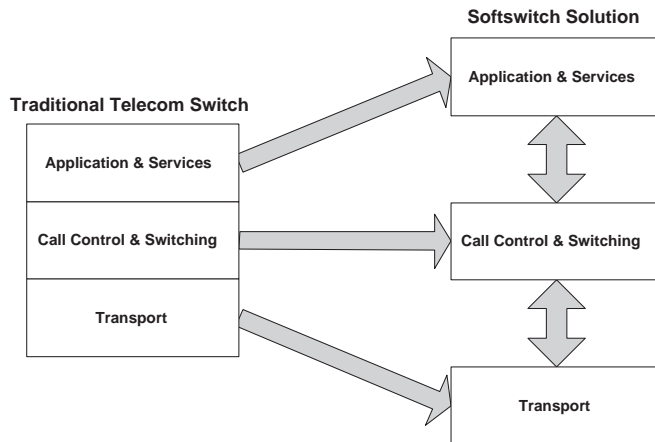 Softswitch Solution
Application & Services
Traditional Telecom Switch
Application & Services
Call Control & Switching
Call Control & Switching
Transport
Transport